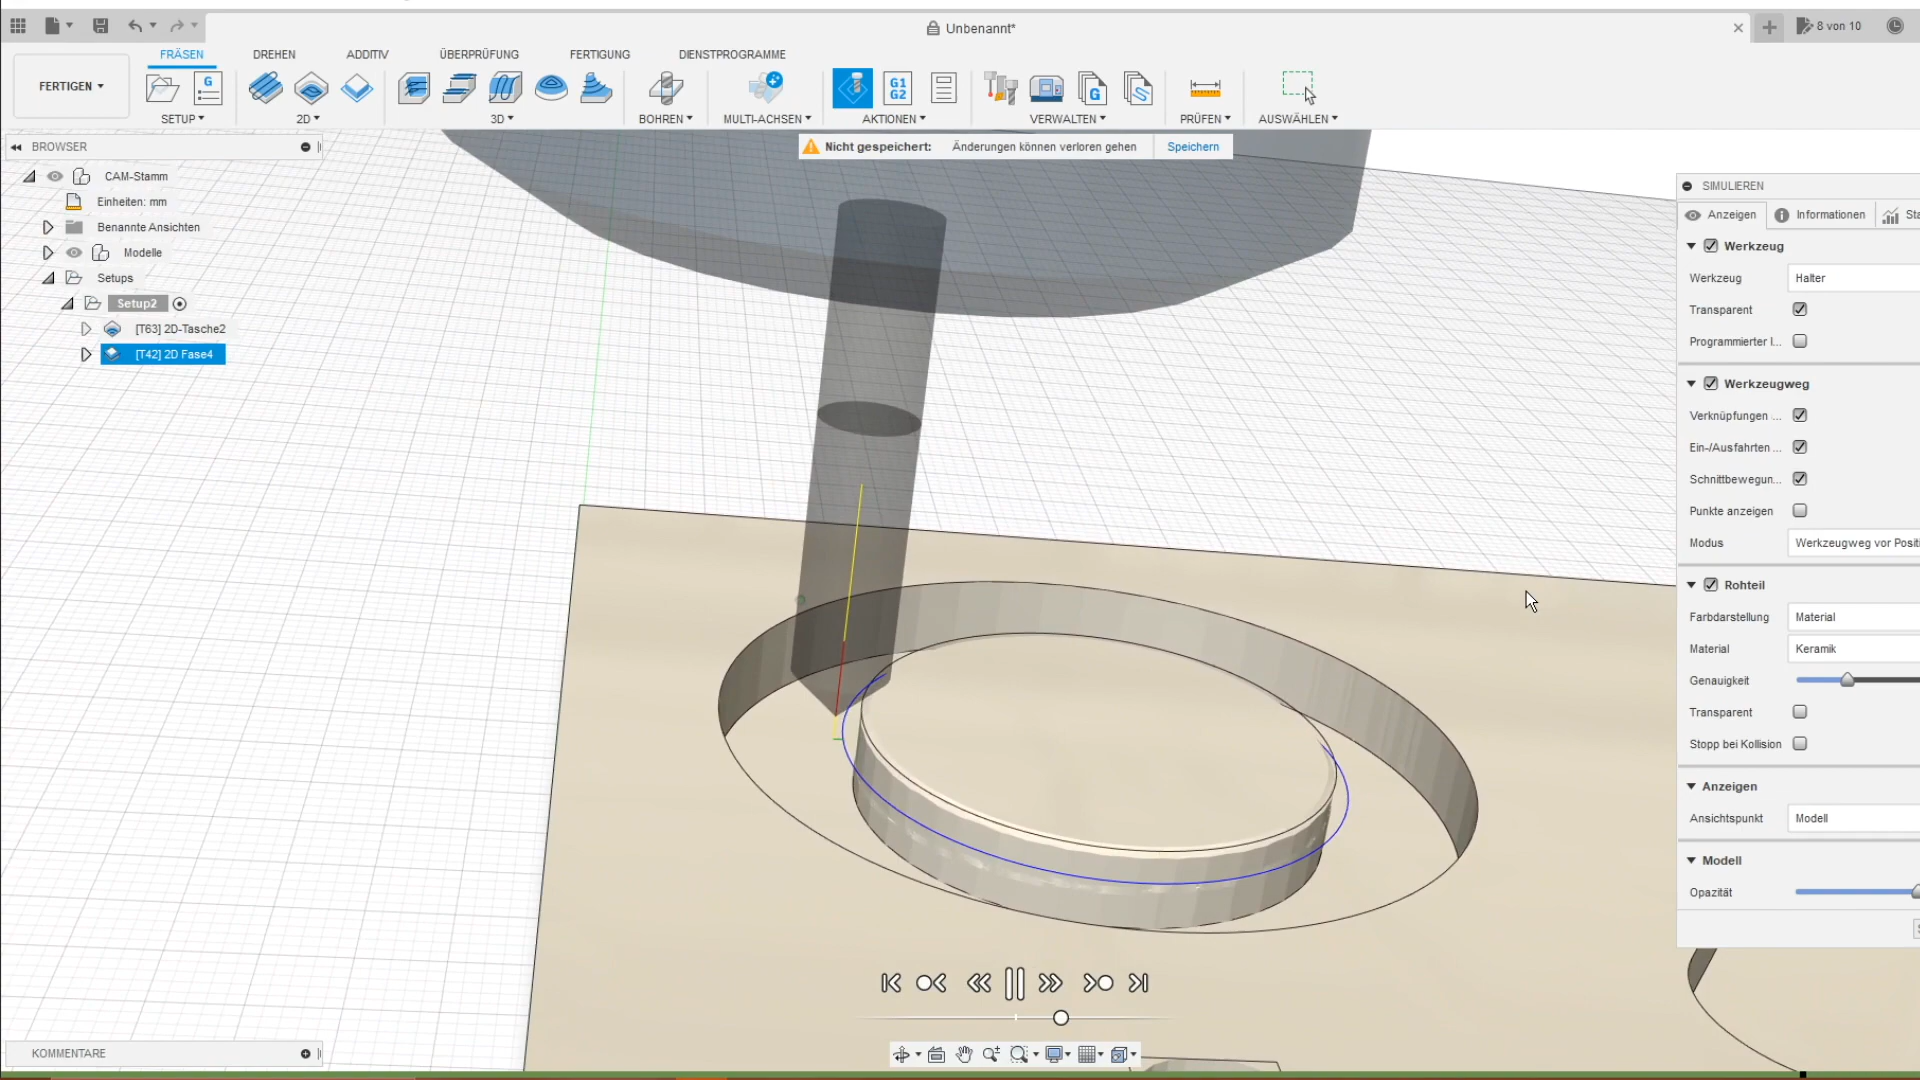 Unbenannt*
8 von 10
FRÄSEN
DREHEN
ADDITIV
ÜBERPRÜFUNG
FERTIGUNG
DIENSTPROGRAMME
FERTIGEN
G
G1
G2
G
SETUP
2D
3D
BOHREN
MULTI-ACHSEN
AKTIONEN
VERWALTEN
PRÜFEN
AUSWÄHLEN
Nicht gespeichert: Änderungen können verloren gehen Speichern
BROWSER
CAM-Stamm
Einheiten: mm
Benannte Ansichten
Modelle
Setups
Setup2
[T63] 2D-Tasche2
[T42] 2D Fase4
SIMULIEREN
Anzeigen Informationen Sta
Werkzeug
Werkzeug Halter
Transparent
Programmierter I...
Werkzeugweg
Verknüpfungen ...
Ein-/Ausfahrten ...
Schnittbewegun...
Punkte anzeigen
Modus Werkzeugweg vor Positi
Rohteil
Farbdarstellung Material
Material Keramik
Genauigkeit
Transparent
Stopp bei Kollision
Anzeigen
Ansichtspunkt Modell
Modell
Opazität
KOMMENTARE